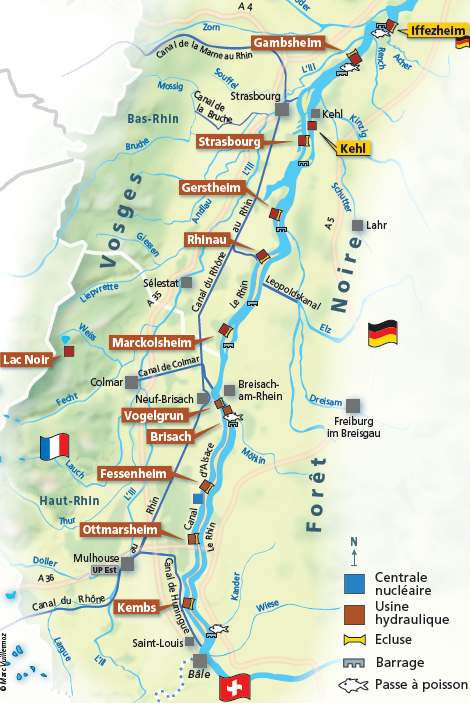 A 4
Zorn
Iffezheim
Gambsheim
Canal de la Marne au Rhin
Rench
Acher
L'Ill
Souffel
Mossig
Strasbourg
Canal de
la Bruche
Kehl
Kinzig
Bas-Rhin
Bruche
Strasbourg
Kehl
L'Ill
Vosges
Gerstheim
Andlau
au Rhin
Schutter
A 5
Lahr
Rhinau
Giessen
Noire
Canal du Rhône
Sélestat
Liepvrette
A 35
Le Rhin
Leopoldskanal
Elz
Weiss
Marckolsheim
Lac Noir
Canal de Colmar
Colmar
Fecht
Neuf-Brisach
Breisach-
am-Rhein
Vogelgrun
Dreisam
Freiburg
im Breisgau
Brisach
Möhlin
Lauch
Fessenheim
d'Alsace
Forêt
Haut-Rhin
L'Ill
Rhin
Canal
Thur
Ottmarsheim
Le Rhin
au
Doller
Mulhouse
UP Est
A 36
Canal du Rhône
Canal de Huningue
Kander
Kembs
Wiese
Largue
L'Ill
Saint-Louis
Bâle
N
Centrale
nucléaire
Usine
hydraulique
Ecluse
Barrage
Passe à poisson
© Marc Vuillermoz